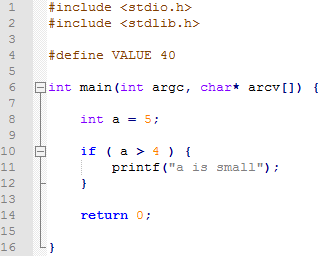 1 #include <stdio.h>
2 #include <stdlib.h>
3
4 #define VALUE 40
5
6 int main(int argc, char* arcv[]) {
7
8 int a = 5;
9
10 if ( a > 4 ) {
11 printf("a is small");
12 }
13
14 return 0;
15
16 }